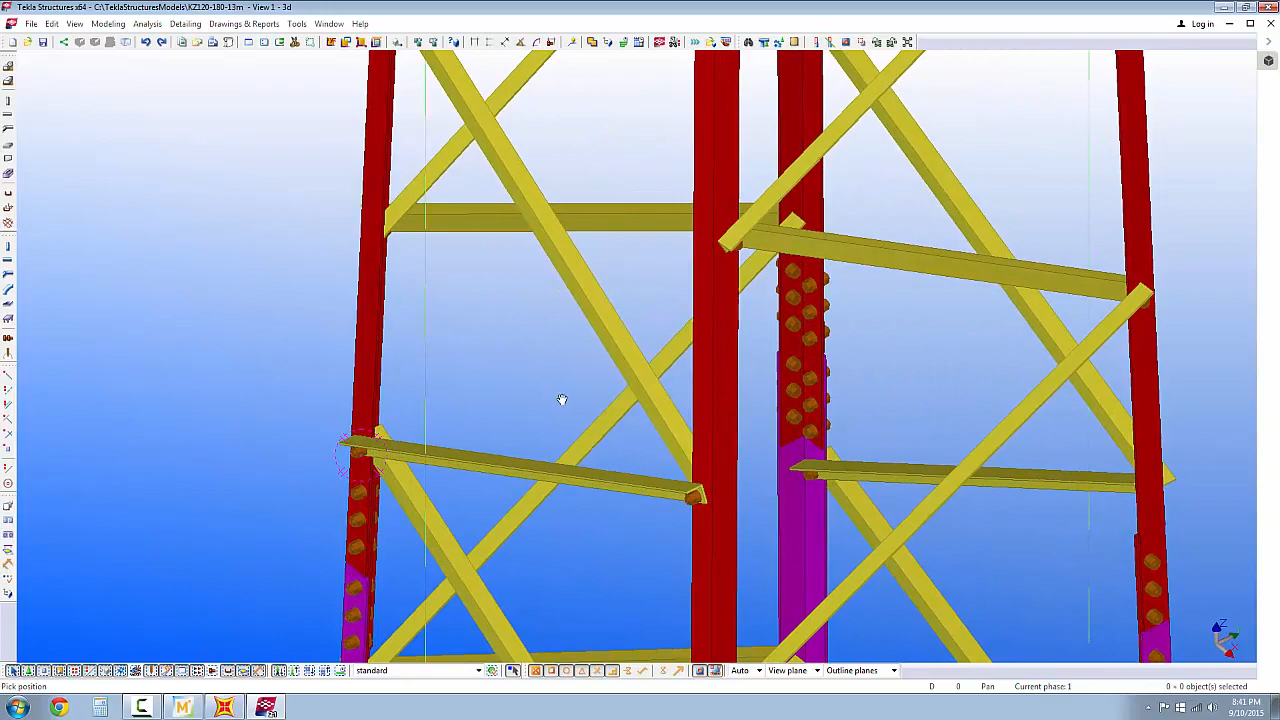 Tekla Structures x64 - C:\TeklaStructuresModels\KZ120-180-13m - View 1 - 3d
File Edit View Modeling Analysis Detailing Drawings & Reports Tools Window Help
Log in
standard
Auto
View plane
Outline planes
Pick position
D 0 Pan Current phase: 1 0 + 0 object(s) selected
8:41 PM
9/10/2015